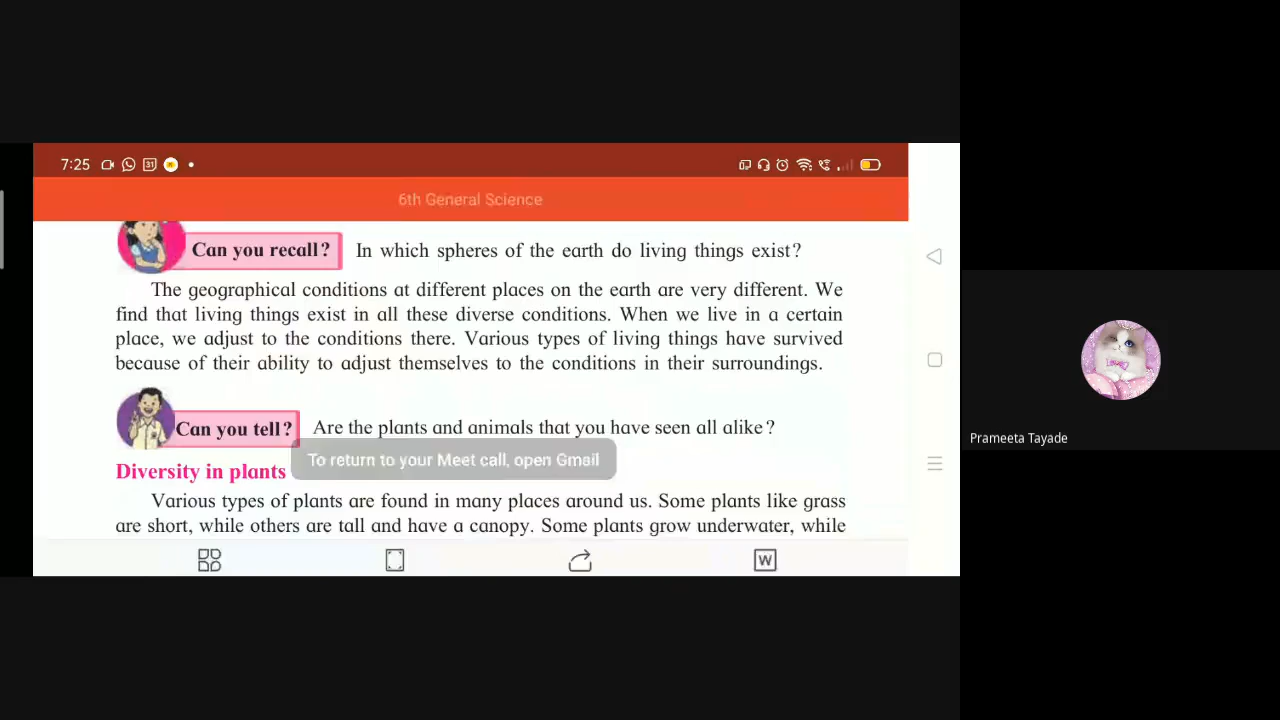 7:25
31
6th General Science
Can you recall? In which spheres of the earth do living things exist?
The geographical conditions at different places on the earth are very different. We
find that living things exist in all these diverse conditions. When we live in a certain
place, we adjust to the conditions there. Various types of living things have survived
because of their ability to adjust themselves to the conditions in their surroundings.
Can you tell? Are the plants and animals that you have seen all alike?
Prameeta Tayade
To return to your Meet call, open Gmail
Diversity in plants
Various types of plants are found in many places around us. Some plants like grass
are short, while others are tall and have a canopy. Some plants grow underwater, while
W